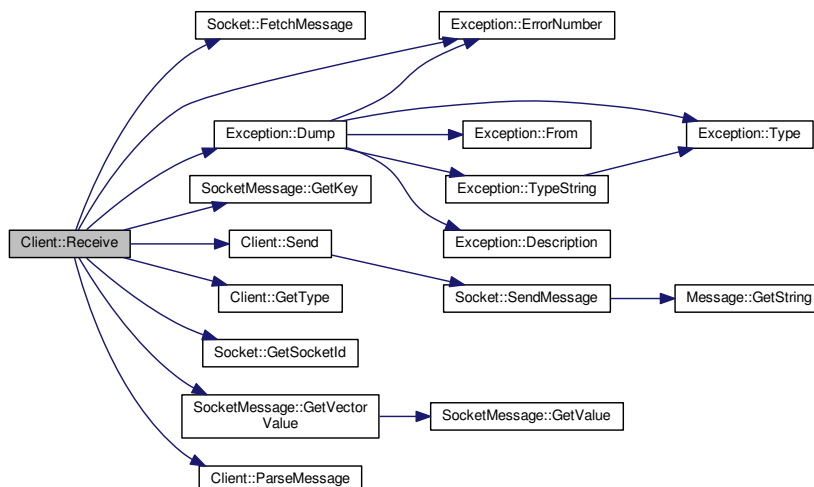 Socket::FetchMessage
Exception::ErrorNumber
Exception::Dump
Exception::From
Exception::Type
SocketMessage::GetKey
Exception::TypeString
Client::Receive
Client::Send
Exception::Description
Client::GetType
Socket::SendMessage
Message::GetString
Socket::GetSocketId
SocketMessage::GetVector
Value
SocketMessage::GetValue
Client::ParseMessage